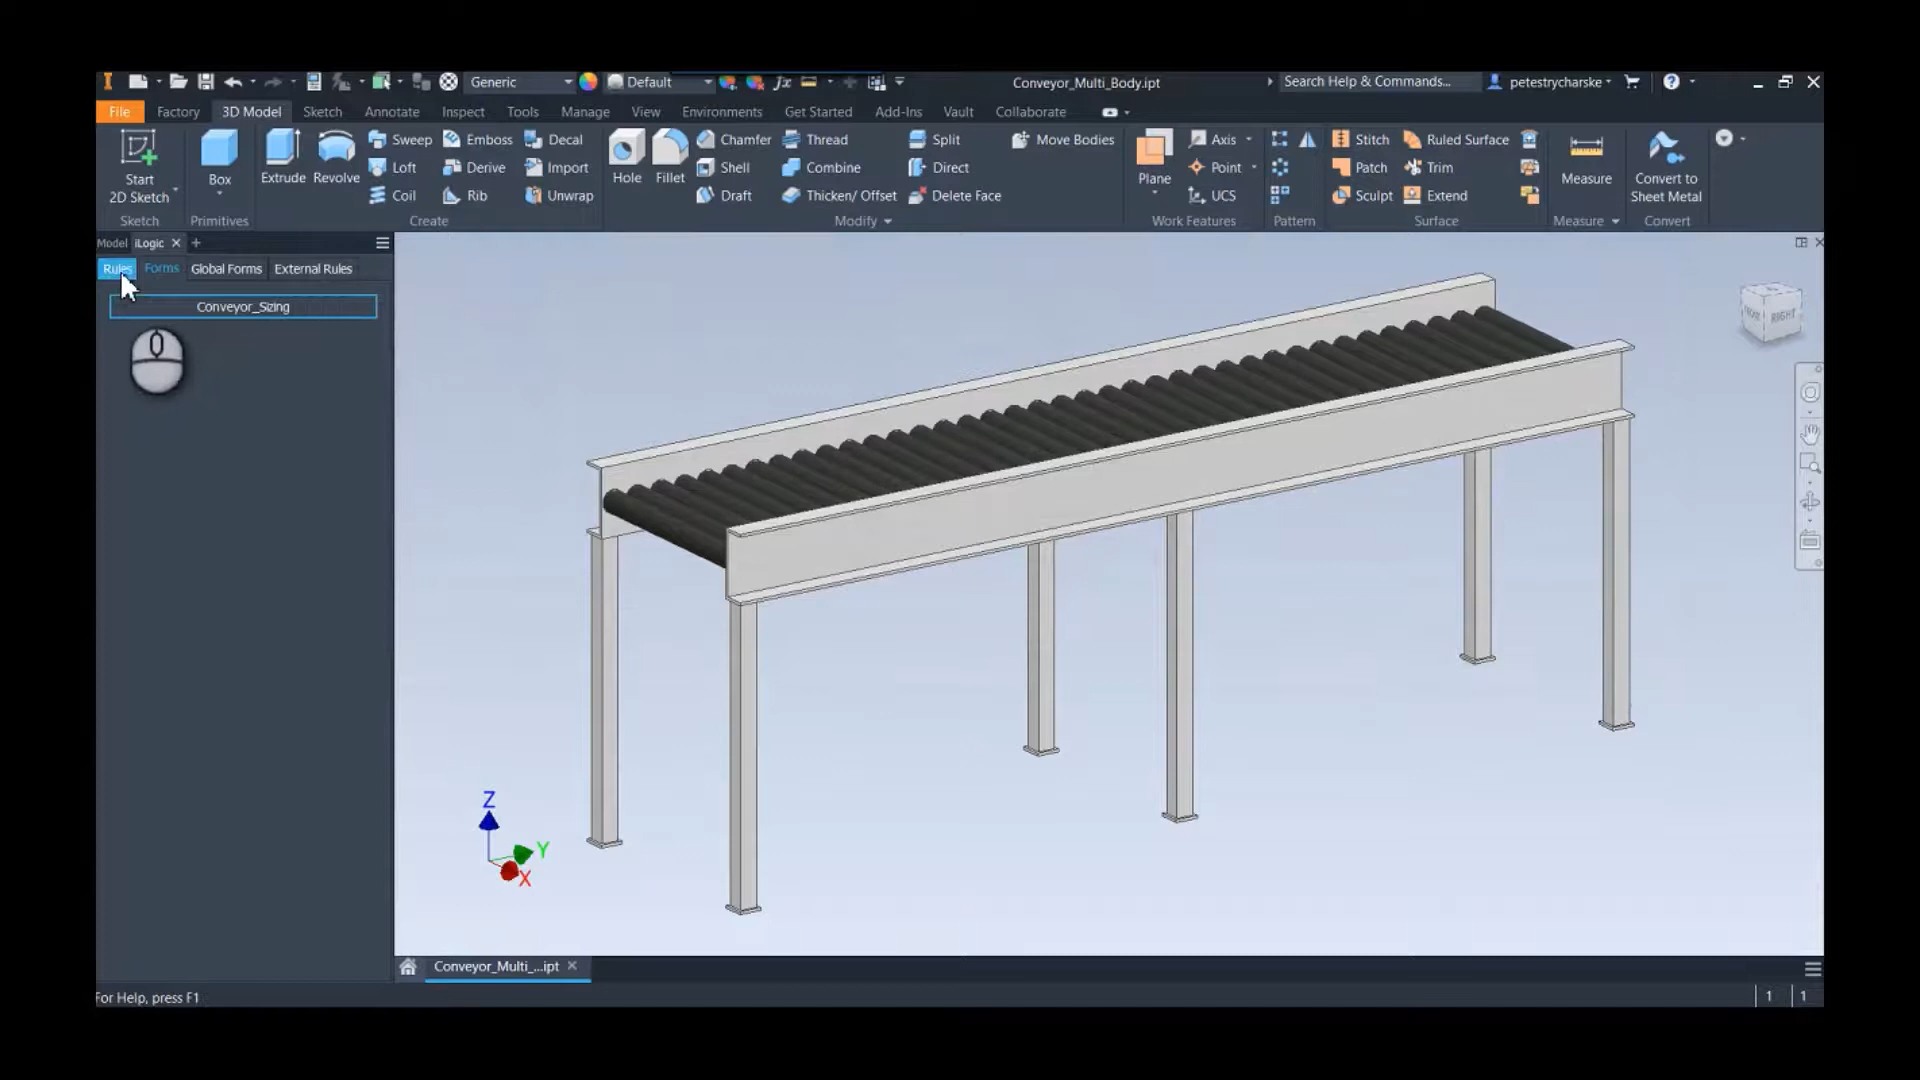 Generic
Default
fx
Conveyor_Multi_Body.ipt
Search Help & Commands...
petestrycharske
File
Factory
3D Model
Sketch
Annotate
Inspect
Tools
Manage
View
Environments
Get Started
Add-Ins
Vault
Collaborate
Start
2D Sketch
Box
Extrude
Revolve
Sweep
Loft
Coil
Emboss
Derive
Rib
Decal
Import
Unwrap
Hole
Fillet
Chamfer
Shell
Draft
Thread
Combine
Thicken/ Offset
Split
Direct
Delete Face
Move Bodies
Plane
Axis
Point
UCS
Stitch
Patch
Sculpt
Ruled Surface
Trim
Extend
Measure
Convert to
Sheet Metal
Sketch
Primitives
Create
Modify
Work Features
Pattern
Surface
Measure
Convert
Model
iLogic
Rules
Forms
Global Forms
External Rules
Conveyor_Sizing
RIGHT
Z
Y
X
Conveyor_Multi_...ipt
For Help, press F1
1
1